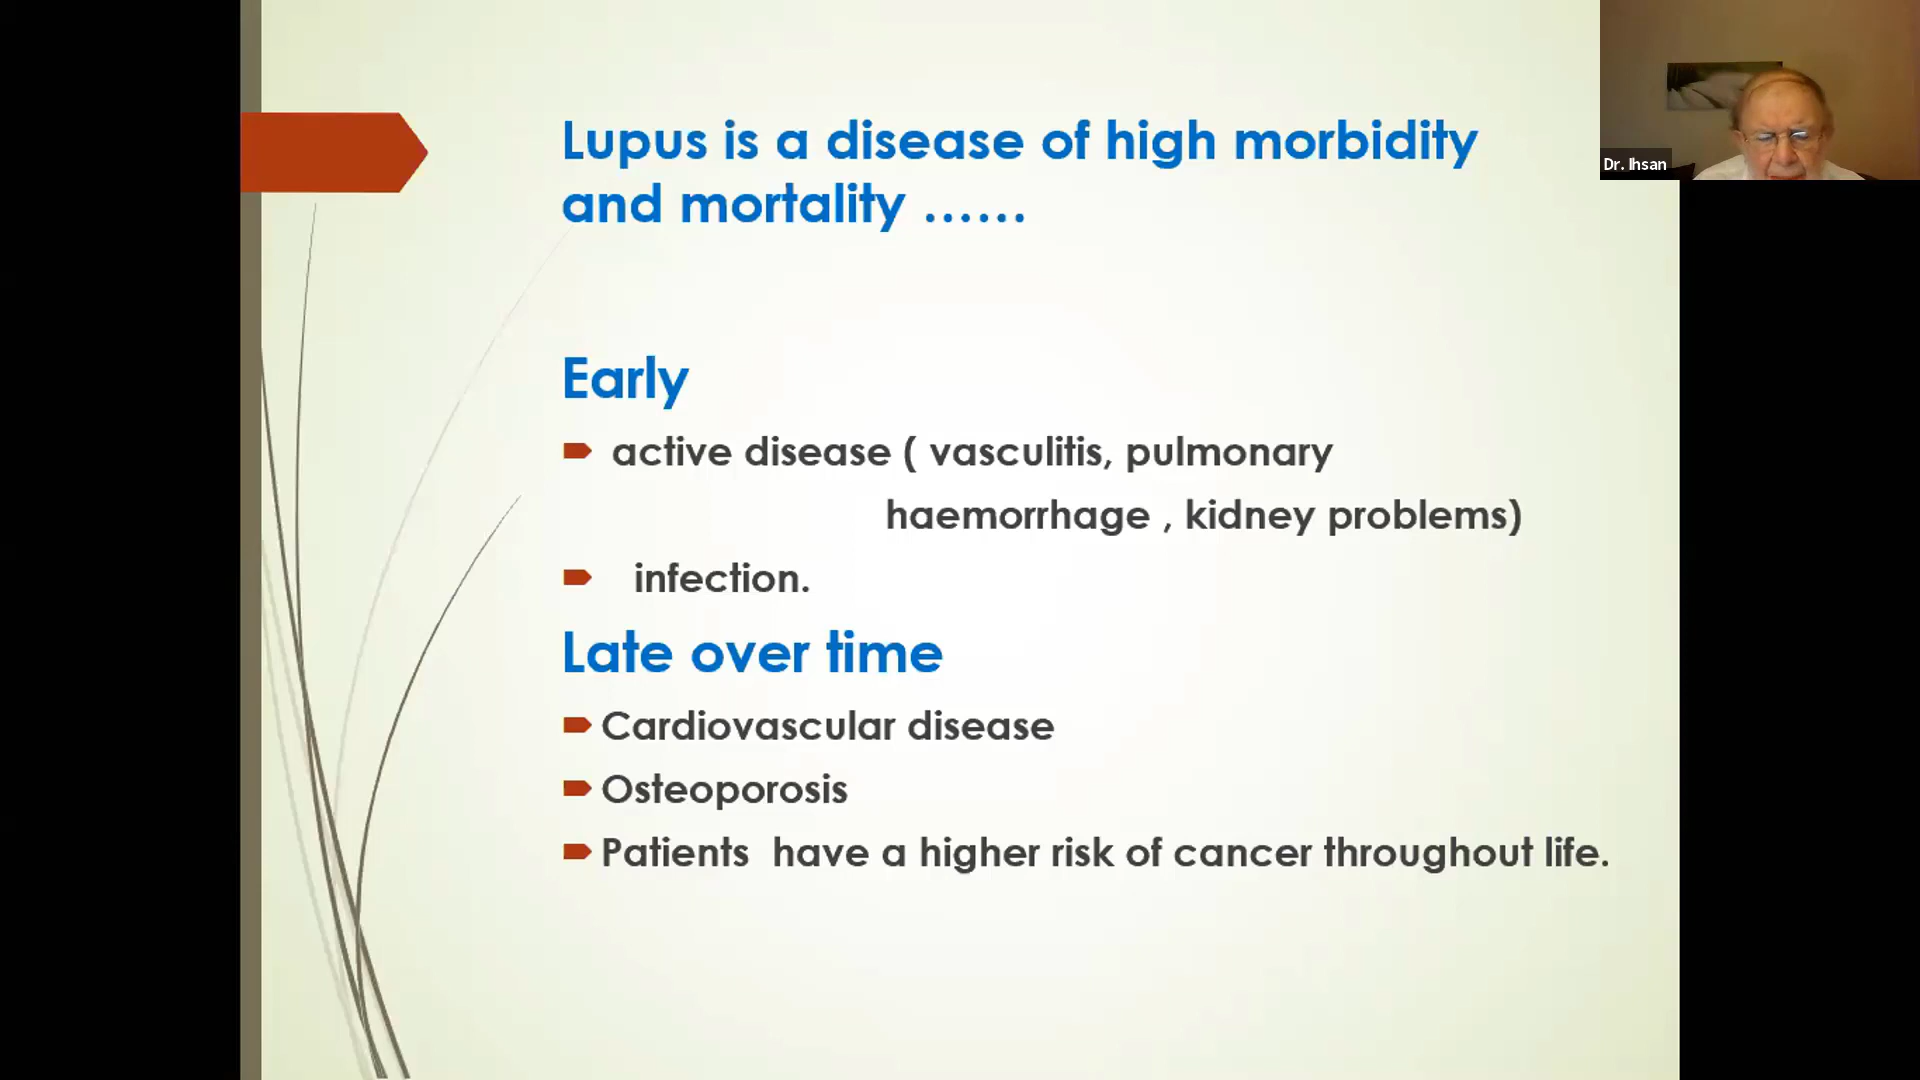 Lupus is a disease of high morbidity
and mortality ......
Dr. Ihsan
Early
active disease ( vasculitis, pulmonary
haemorrhage , kidney problems)
infection.
Late over time
Cardiovascular disease
Osteoporosis
Patients have a higher risk of cancer throughout life.